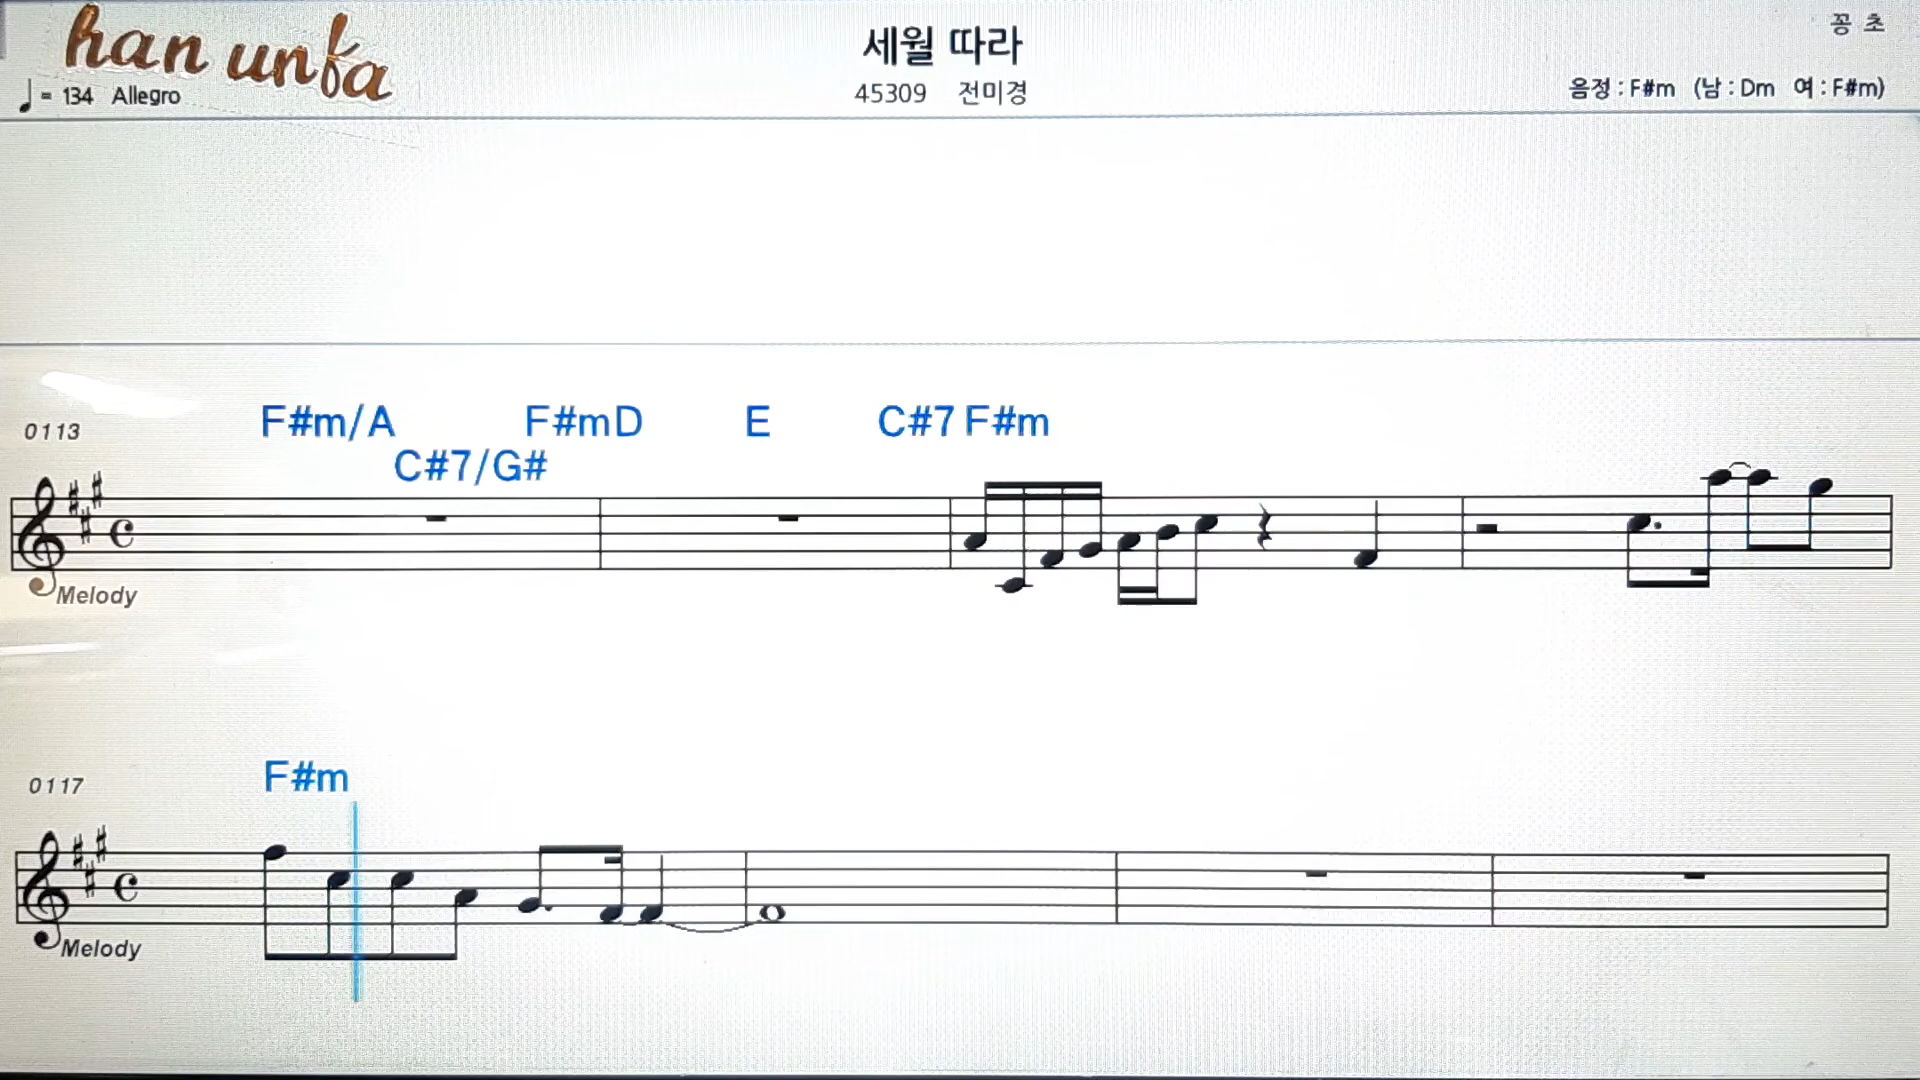 han unfa
꽁 초
세월 따라
♩ = 134 Allegro
45309 전미경
음정 : F#m (남 : Dm 여 : F#m)
0113
F#m/A F#m D E C#7 F#m
C#7/G#
Melody
0117
F#m
Melody